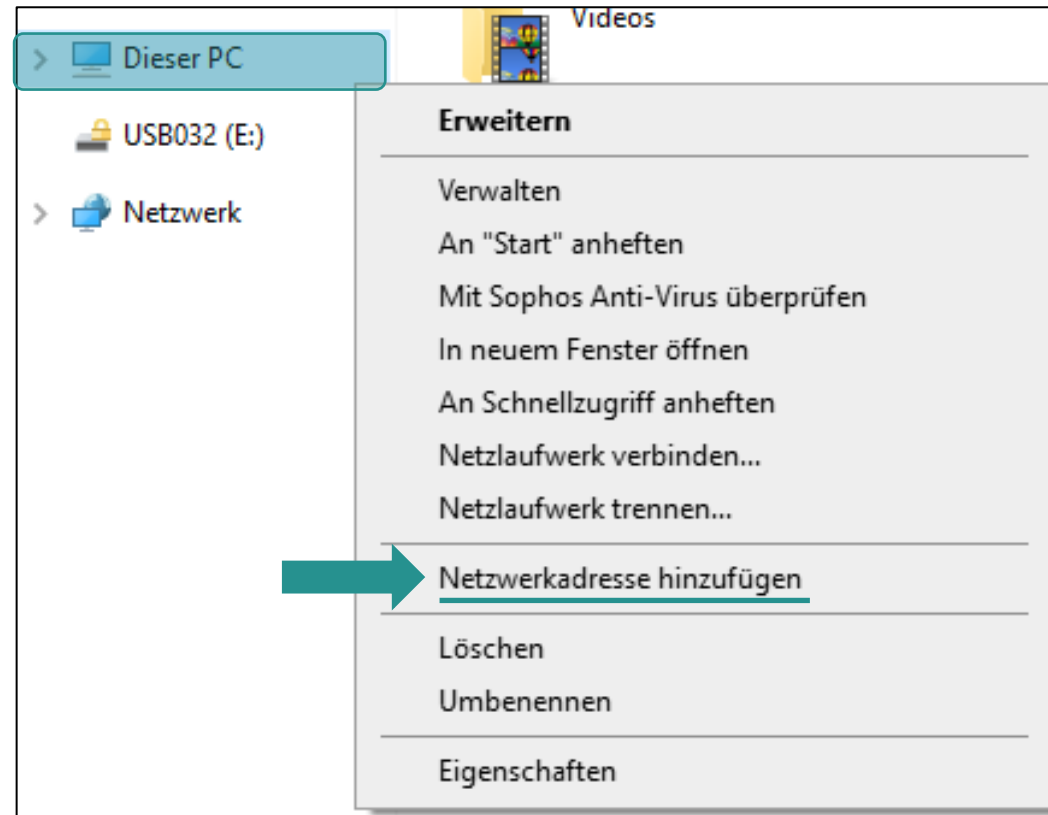 Videos
Dieser PC
USB032 (E:)
Netzwerk
Erweitern
Verwalten
An "Start" anheften
Mit Sophos Anti-Virus überprüfen
In neuem Fenster öffnen
An Schnellzugriff anheften
Netzlaufwerk verbinden...
Netzlaufwerk trennen...
Netzwerkadresse hinzufügen
Löschen
Umbenennen
Eigenschaften